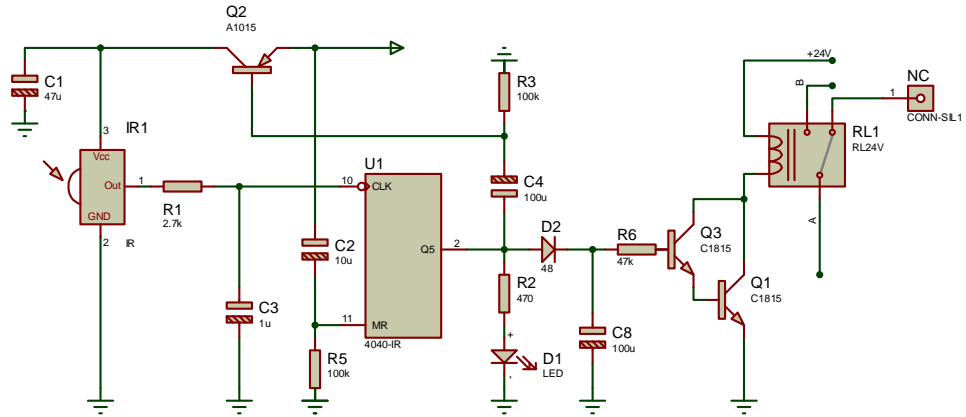 Q2
A1015
+24V
C1
47u
R3
100k
B
NC
1
CONN-SIL1
3
IR1
RL1
RL24V
Vcc
Out
GND
1
R1
2.7k
2
IR
U1
10
CLK
Q5
2
MR
11
4040-IR
C4
100u
A
D2
48
R6
47k
Q3
C1815
C2
10u
R2
470
Q1
C1815
C3
1u
C8
100u
R5
100k
+
D1
LED
-